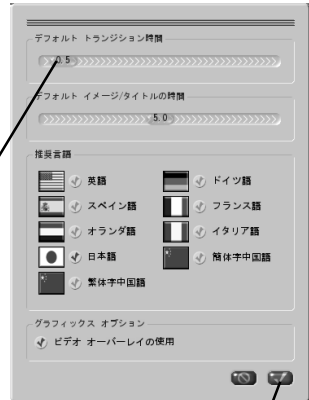 デフォルト トランジション時間
0.5
デフォルト イメージ/タイトルの時間
5.0
推奨言語
英語 ドイツ語
スペイン語 フランス語
オランダ語 イタリア語
日本語 簡体字中国語
繁体字中国語
グラフィックス オプション
ビデオ オーバーレイの使用